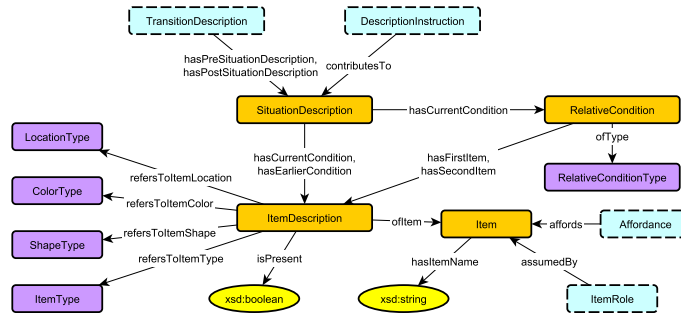 TransitionDescription
DescriptionInstruction
hasPreSituationDescription,
hasPostSituationDescription
contributesTo
SituationDescription
hasCurrentCondition
RelativeCondition
LocationType
ofType
hasCurrentCondition,
hasEarlierCondition
hasFirstItem,
hasSecondItem
refersToItemLocation
RelativeConditionType
ColorType
refersToItemColor
ItemDescription
ofItem
Item
affords
Affordance
ShapeType
refersToItemShape
refersToItemType
isPresent
hasItemName
assumedBy
ItemType
xsd:boolean
xsd:string
ItemRole